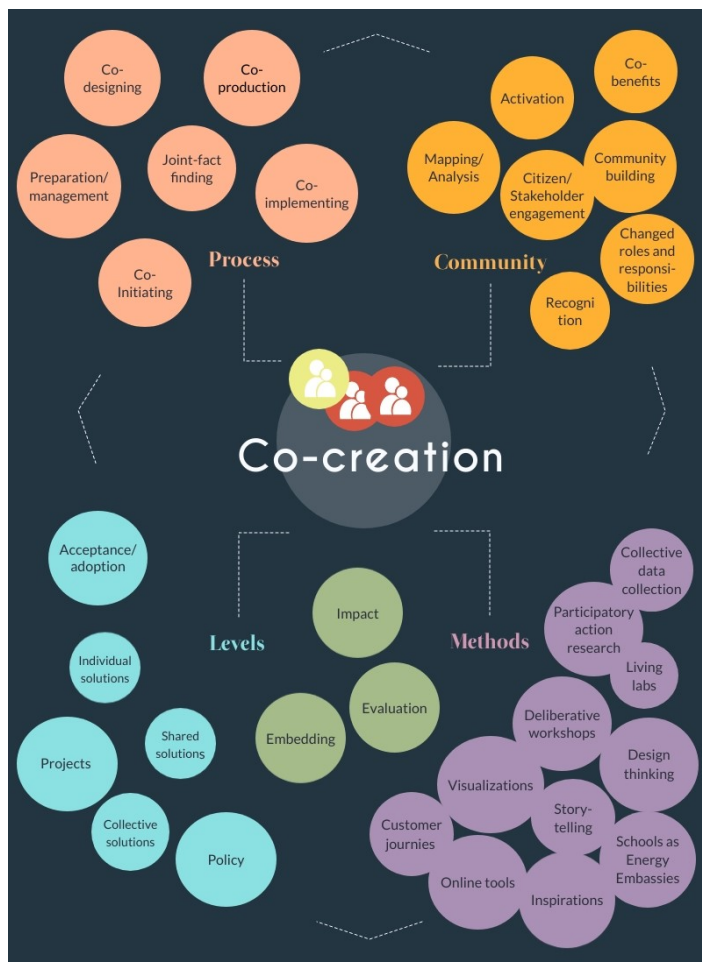 Co-
designing
Co-
production
Preparation/
management
Joint-fact
finding
Co-
implementing
Co-
Initiating
Process
Co-
benefits
Activation
Mapping/
Analysis
Citizen/
Stakeholder
engagement
Community
building
Changed
roles and
responsi-
bilities
Recogni
tion
Community
Co-creation
Levels
Acceptance/
adoption
Individual
solutions
Shared
solutions
Projects
Collective
solutions
Policy
Impact
Evaluation
Embedding
Methods
Collective
data
collection
Participatory
action
research
Living
labs
Deliberative
workshops
Design
thinking
Visualizations
Story-
telling
Customer
journies
Schools as
Energy
Embassies
Online tools
Inspirations